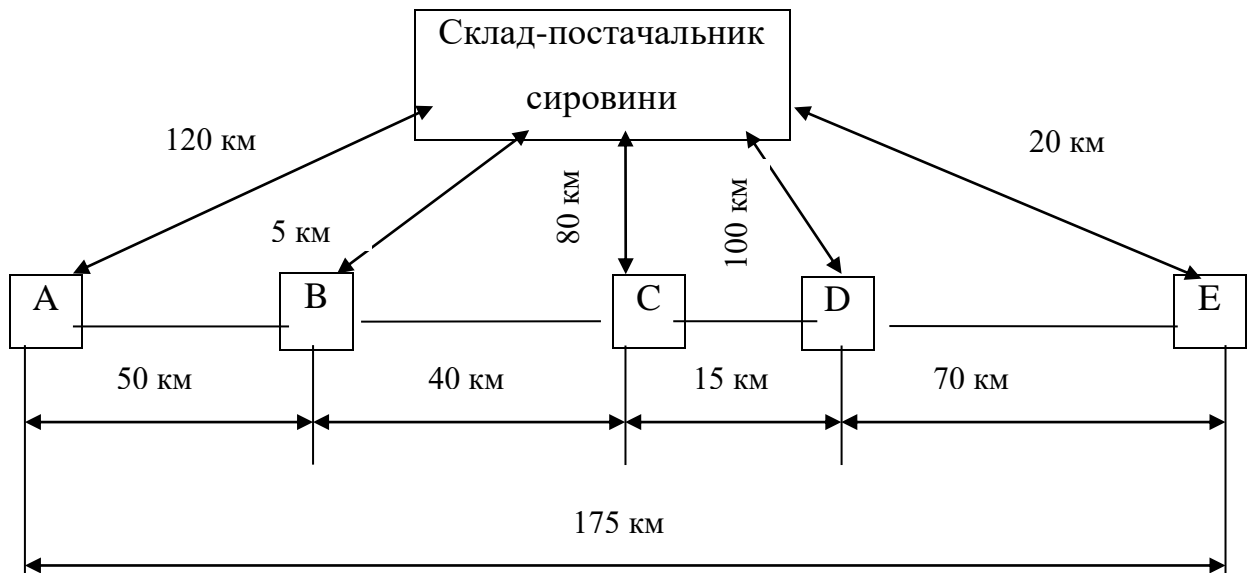 Склад-постачальник
сировини
120 км
20 км
5 км
80 км
100 км
A
B
C
D
E
50 км
40 км
15 км
70 км
175 км